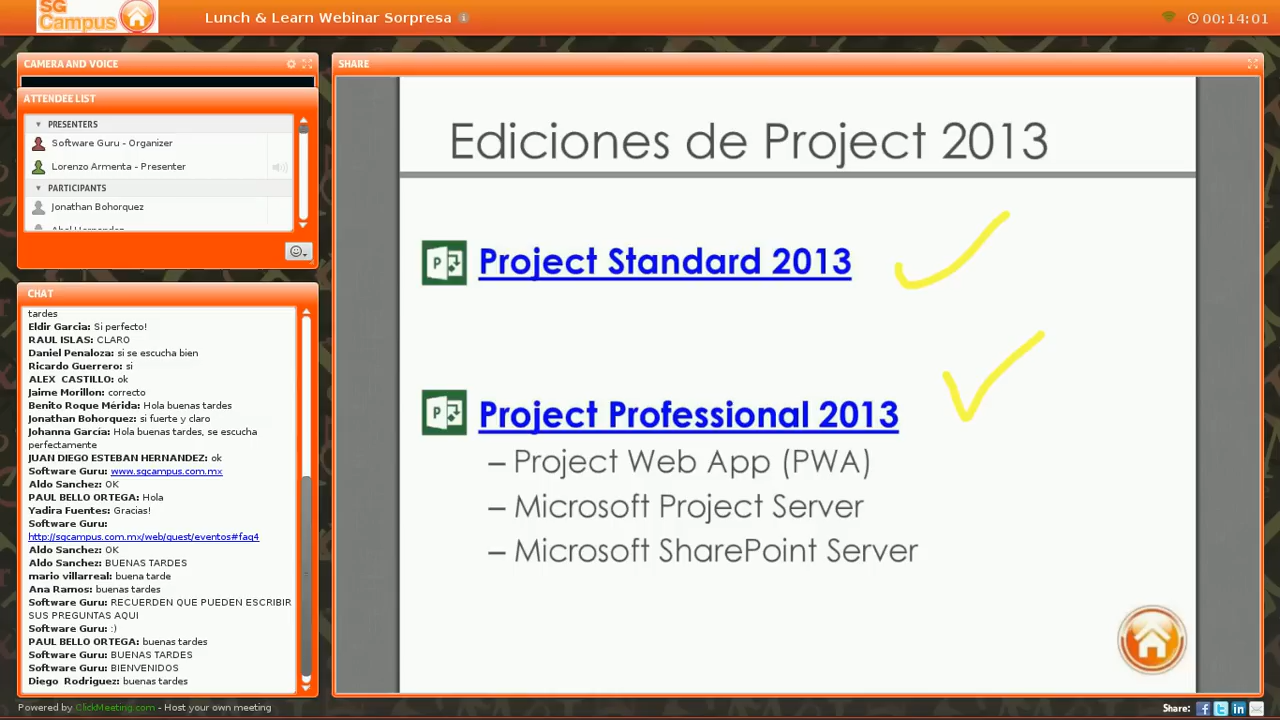 SG
Campus
Lunch & Learn Webinar Sorpresa
00:14:01
CAMERA AND VOICE
ATTENDEE LIST
PRESENTERS
Software Guru - Organizer
Lorenzo Armenta - Presenter
PARTICIPANTS
Jonathan Bohorquez
CHAT
tardes
Eldir Garcia: Si perfecto!
RAUL ISLAS: CLARO
Daniel Penaloza: si se escucha bien
Ricardo Guerrero: si
ALEX CASTILLO: ok
Jaime Morillon: correcto
Benito Roque Mérida: Hola buenas tardes
Jonathan Bohorquez: si fuerte y claro
Johanna Garcia: Hola buenas tardes, se escucha
perfectamente
JUAN DIEGO ESTEBAN HERNANDEZ: ok
Software Guru: www.sgcampus.com.mx
Aldo Sanchez: OK
PAUL BELLO ORTEGA: Hola
Yadira Fuentes: Gracias!
Software Guru:
http://sgcampus.com.mx/web/guest/eventos#faq4
Aldo Sanchez: OK
Aldo Sanchez: BUENAS TARDES
mario villarreal: buena tarde
Ana Ramos: buenas tardes
Software Guru: RECUERDEN QUE PUEDEN ESCRIBIR
SUS PREGUNTAS AQUI
Software Guru: :)
PAUL BELLO ORTEGA: buenas tardes
Software Guru: BUENAS TARDES
Software Guru: BIENVENIDOS
Diego Rodriguez: buenas tardes
SHARE
Ediciones de Project 2013
Project Standard 2013
Project Professional 2013
– Project Web App (PWA)
– Microsoft Project Server
– Microsoft SharePoint Server
Powered by ClickMeeting.com - Host your own meeting
Share: